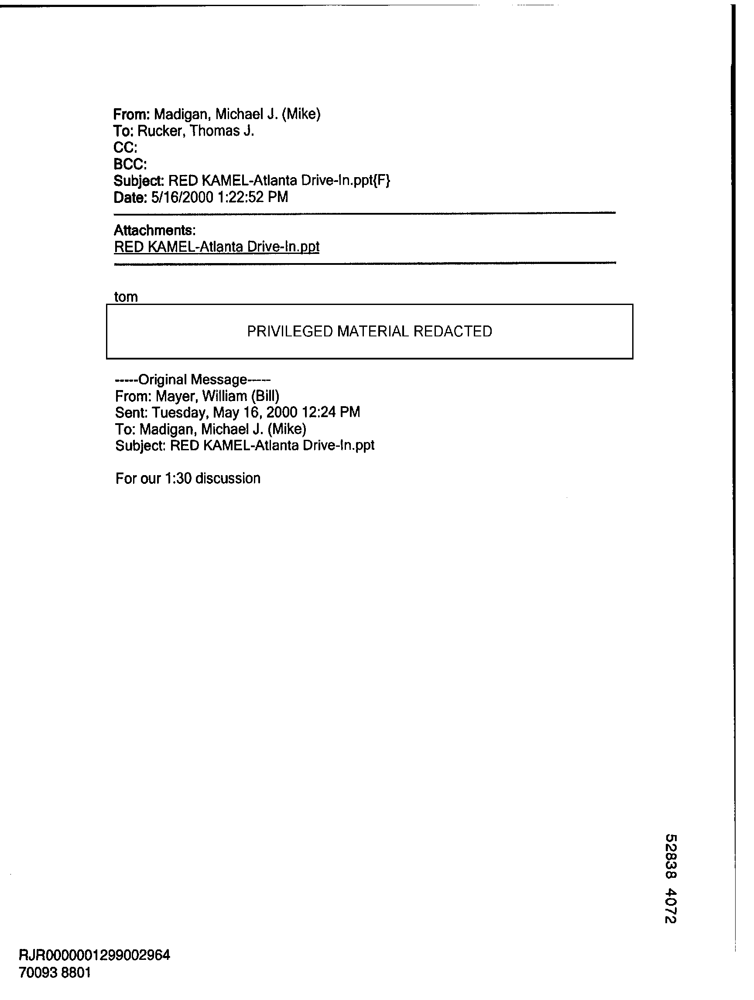 From: Madigan, Michael J. (Mike)
To: Rucker, Thomas J.
CC:
BCC:
Subject: RED KAMEL-Atlanta Drive-In.ppt{F}
Date: 5/16/2000 1:22:52 PM
Attachments:
RED KAMEL-Atlanta Drive-In.ppt
tom
PRIVILEGED MATERIAL REDACTED
-----Original Message-----
From: Mayer, William (Bill)
Sent: Tuesday, May 16, 2000 12:24 PM
To: Madigan, Michael J. (Mike)
Subject: RED KAMEL-Atlanta Drive-In.ppt
For our 1:30 discussion
52838 4072
RJR0000001299002964
70093 8801